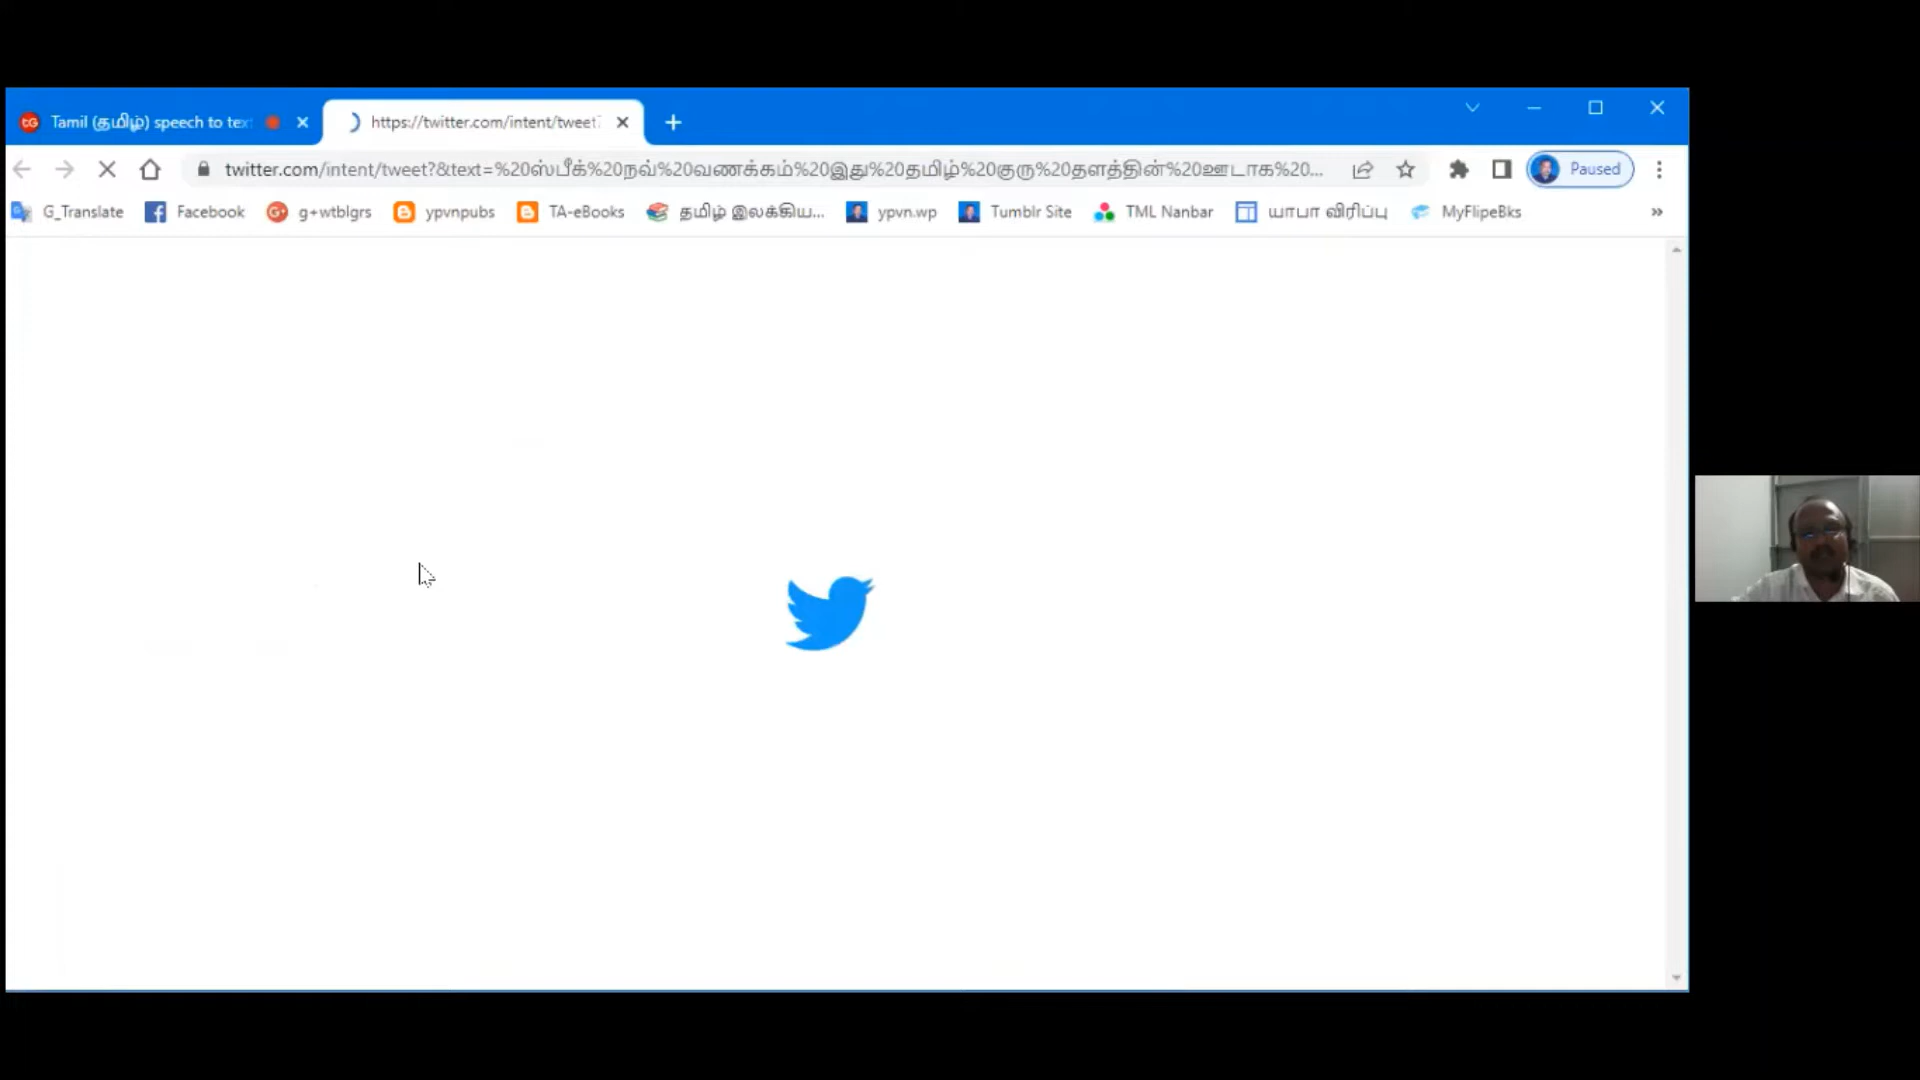 Tamil (தமிழ்) speech to tex
https://twitter.com/intent/tweet?
twitter.com/intent/tweet?&text=%20ஸ்பீக்%20நவ்%20வணக்கம்%20இது%20தமிழ்%20குரு%20தளத்தின்%20ஊடாக%20...
Paused
G_Translate
Facebook
g+wtblgrs
ypvnpubs
TA-eBooks
தமிழ் இலக்கிய...
ypvn.wp
Tumblr Site
TML Nanbar
யாபா விரிப்பு
MyFlipeBks